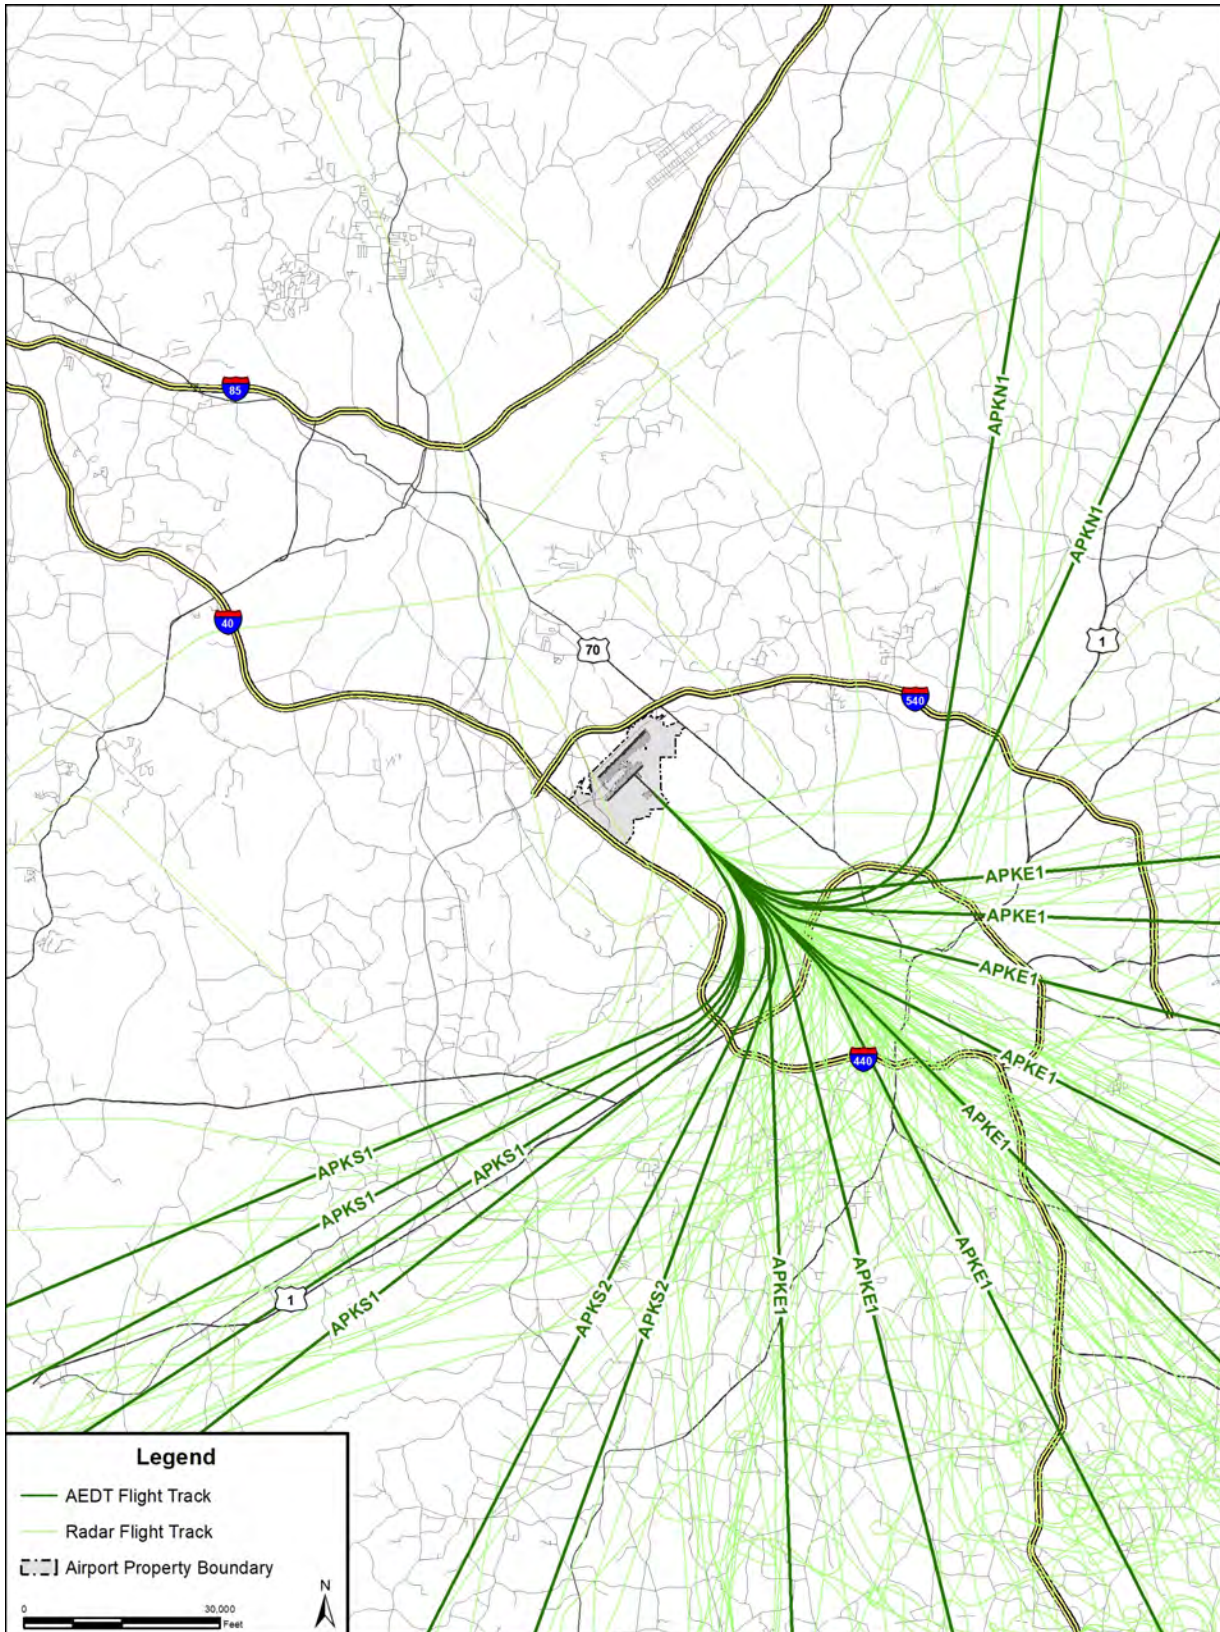 85
APKN1
APKN1
40
70
1
540
APKE1
APKE1
APKE1
440
APKE1
APKE1
APKS1
APKS1
APKS1
APKE1
APKE1
APKE1
APKS2
APKS2
1
APKS1
Legend
AEDT Flight Track
Radar Flight Track
Airport Property Boundary
N
0 30,000
Feet